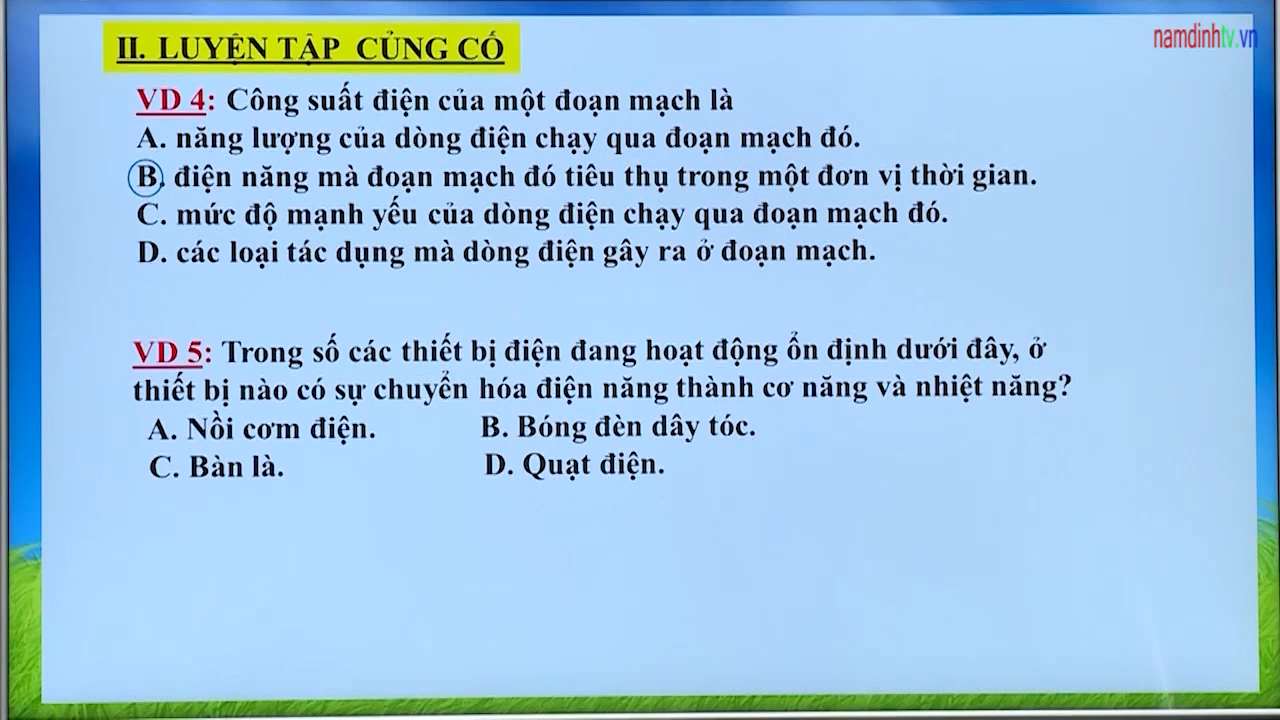 namdinhtv.vn
II. LUYỆN TẬP CỦNG CỐ
VD 4: Công suất điện của một đoạn mạch là
A. năng lượng của dòng điện chạy qua đoạn mạch đó.
B. điện năng mà đoạn mạch đó tiêu thụ trong một đơn vị thời gian.
C. mức độ mạnh yếu của dòng điện chạy qua đoạn mạch đó.
D. các loại tác dụng mà dòng điện gây ra ở đoạn mạch.
VD 5: Trong số các thiết bị điện đang hoạt động ổn định dưới đây, ở
thiết bị nào có sự chuyển hóa điện năng thành cơ năng và nhiệt năng?
A. Nồi cơm điện. B. Bóng đèn dây tóc.
C. Bàn là. D. Quạt điện.